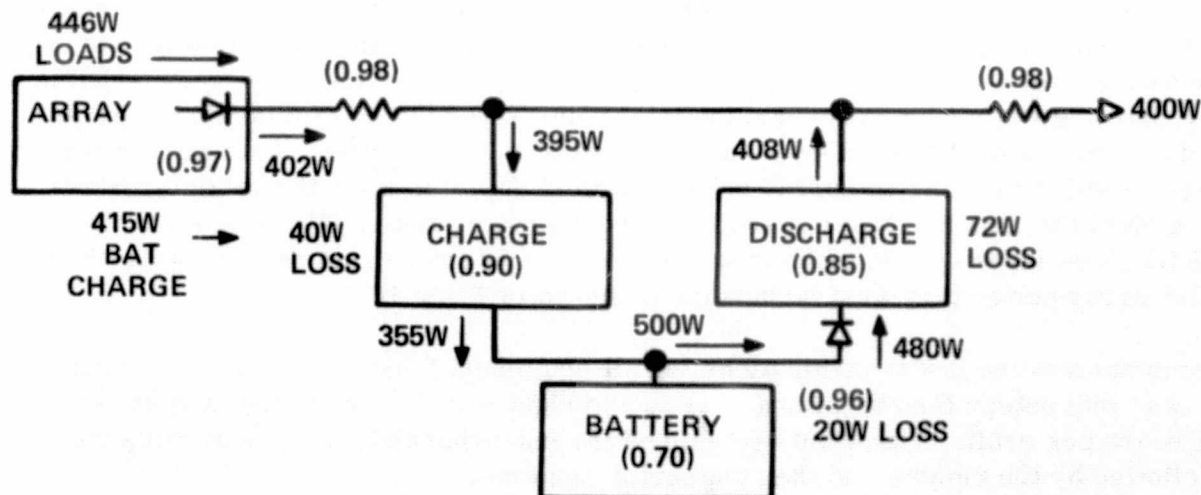 446W
LOADS
ARRAY
(0.97)
402W
415W
BAT
CHARGE
(0.98)
395W
40W
LOSS
CHARGE
(0.90)
355W
408W
DISCHARGE
(0.85)
72W
LOSS
(0.98)
400W
500W
480W
(0.96)
20W LOSS
BATTERY
(0.70)